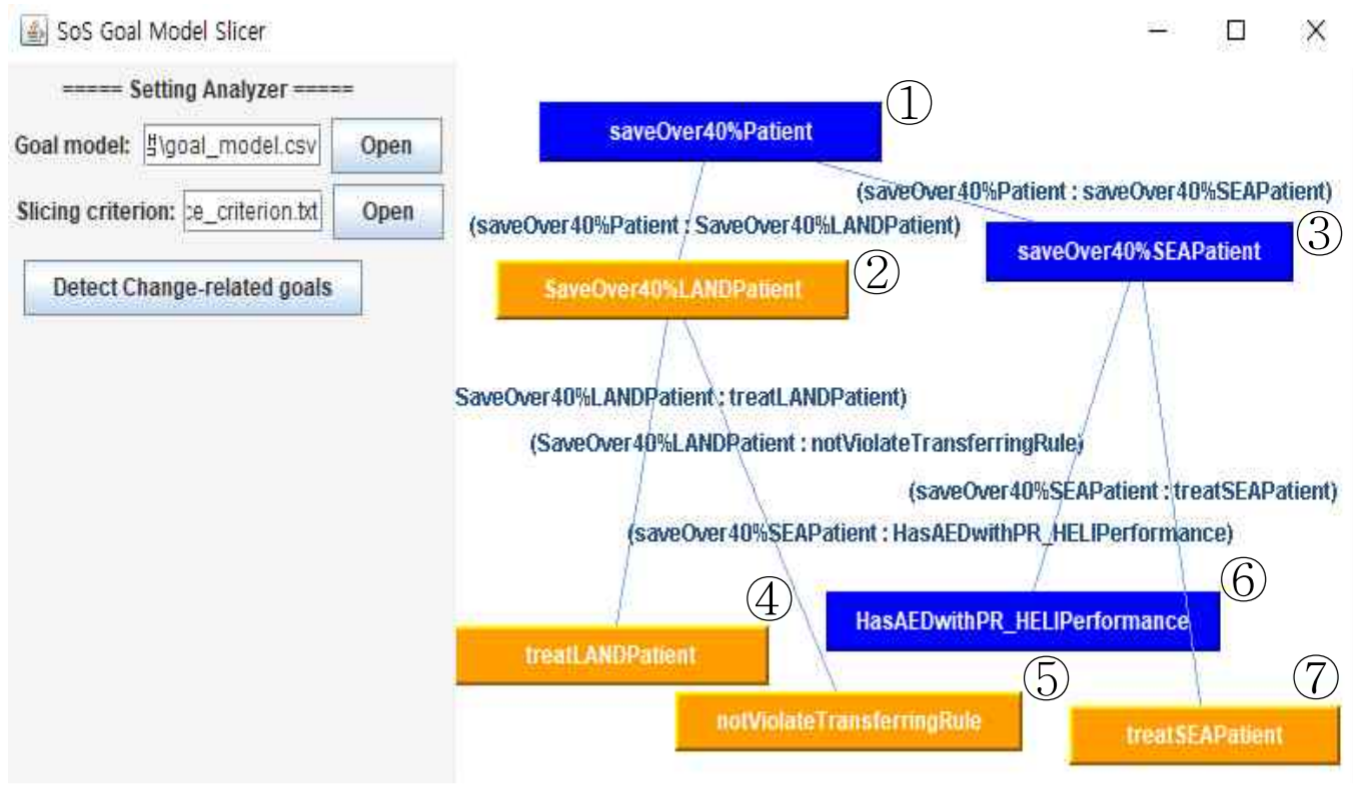 SoS Goal Model Slicer
===== Setting Analyzer =====
Goal model: \goal_model.csv Open
Slicing criterion: ce_criterion.txt Open
Detect Change-related goals
①
saveOver40%Patient
(saveOver40%Patient : saveOver40%SEAPatient)
(saveOver40%Patient : SaveOver40%LANDPatient)
③
saveOver40%SEAPatient
②
SaveOver40%LANDPatient
SaveOver40%LANDPatient : treatLANDPatient)
(SaveOver40%LANDPatient : notViolateTransferringRule)
(saveOver40%SEAPatient : treatSEAPatient)
(saveOver40%SEAPatient : HasAEDwithPR_HELIPerformance)
④
⑥
HasAEDwithPR_HELIPerformance
treatLANDPatient
⑤
⑦
notViolateTransferringRule
treatSEAPatient